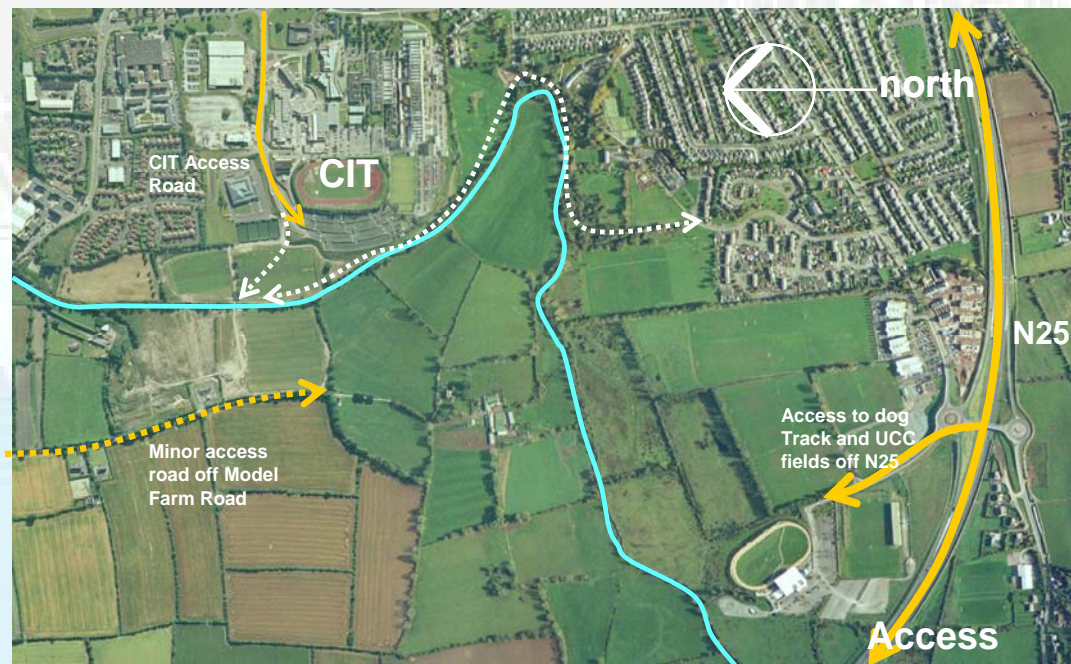 north
CIT Access
Road
CIT
N25
Access to dog
Track and UCC
fields off N25
Minor access
road off Model
Farm Road
Access